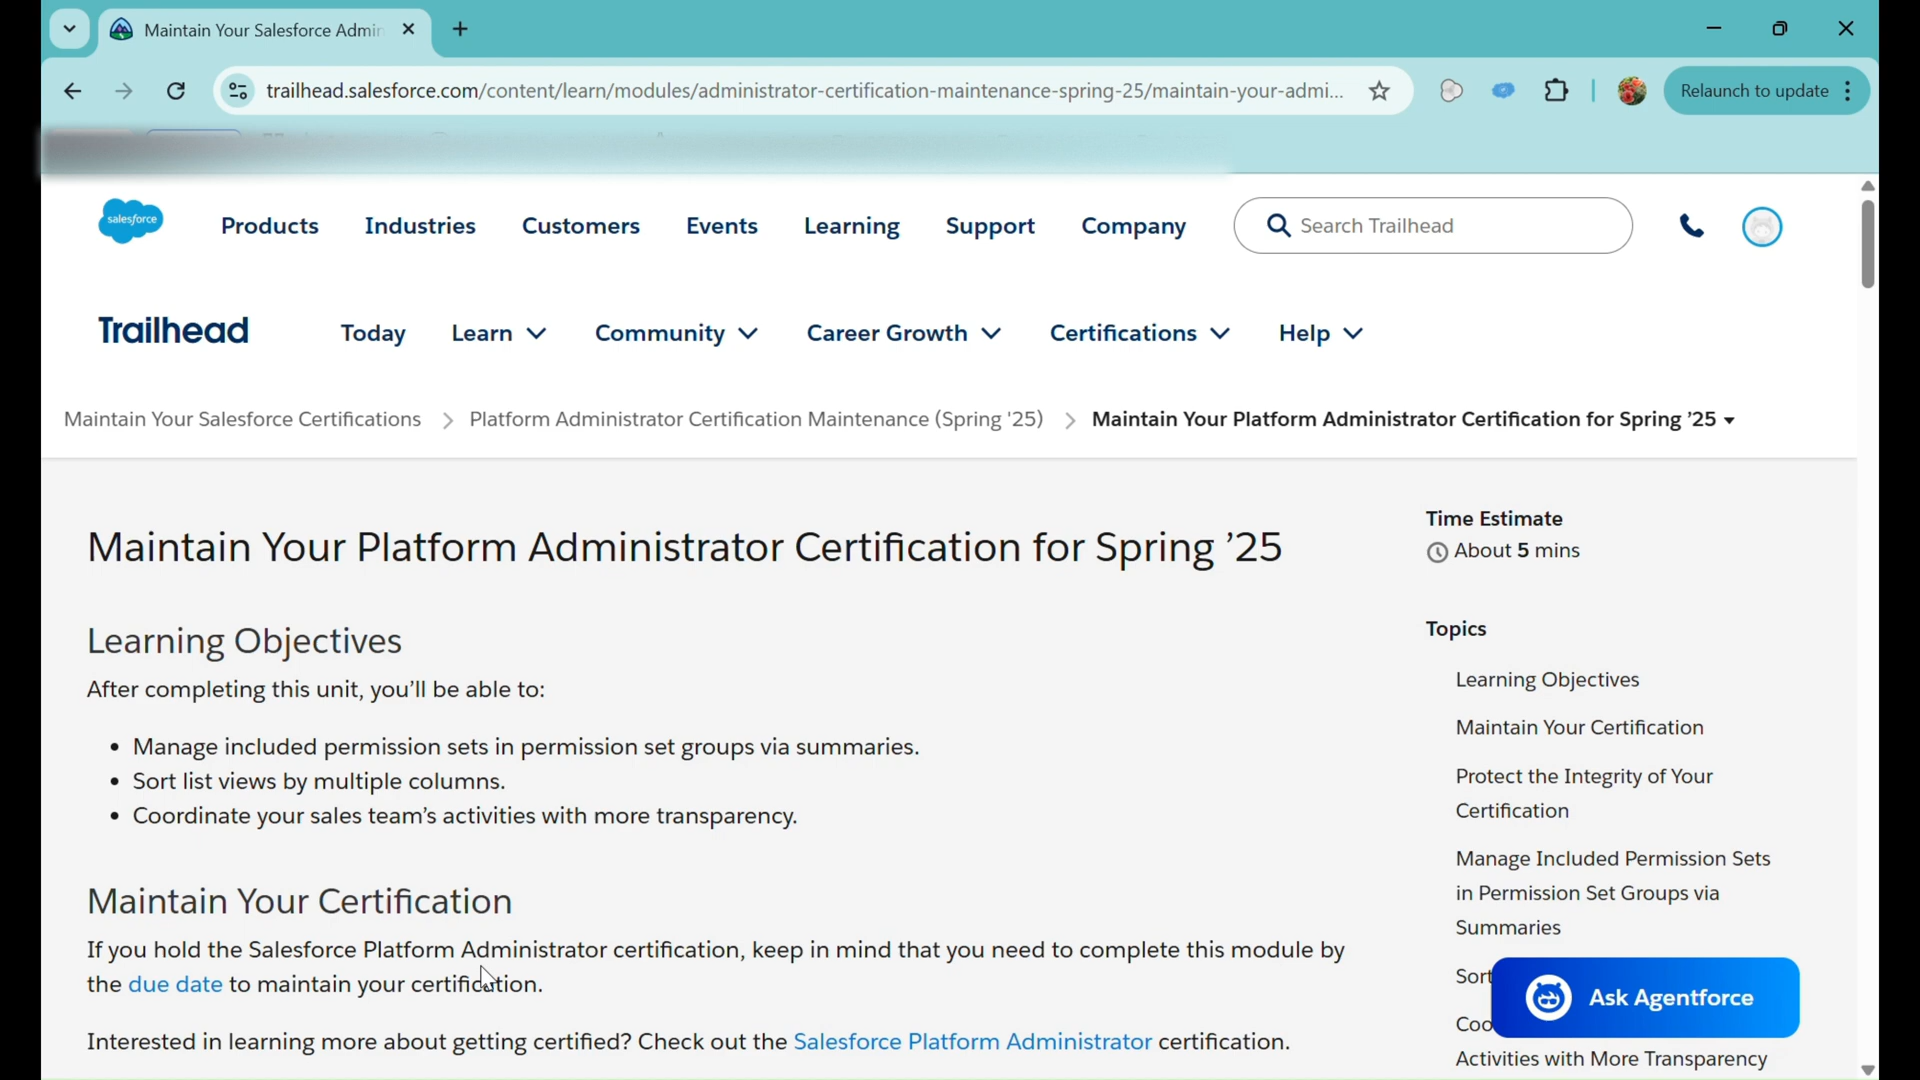 Maintain Your Salesforce Admin
trailhead.salesforce.com/content/learn/modules/administrator-certification-maintenance-spring-25/maintain-your-admi...
Relaunch to update
salesforce
Products
Industries
Customers
Events
Learning
Support
Company
Search Trailhead
Trailhead
Today
Learn
Community
Career Growth
Certifications
Help
Maintain Your Salesforce Certifications
Platform Administrator Certification Maintenance (Spring '25)
Maintain Your Platform Administrator Certification for Spring ’25
Maintain Your Platform Administrator Certification for Spring ’25
Learning Objectives
After completing this unit, you’ll be able to:
• Manage included permission sets in permission set groups via summaries.
• Sort list views by multiple columns.
• Coordinate your sales team’s activities with more transparency.
Maintain Your Certification
If you hold the Salesforce Platform Administrator certification, keep in mind that you need to complete this module by
the due date to maintain your certification.
Interested in learning more about getting certified? Check out the Salesforce Platform Administrator certification.
Time Estimate
About 5 mins
Topics
Learning Objectives
Maintain Your Certification
Protect the Integrity of Your
Certification
Manage Included Permission Sets
in Permission Set Groups via
Summaries
Sort
Coo
Activities with More Transparency
Ask Agentforce